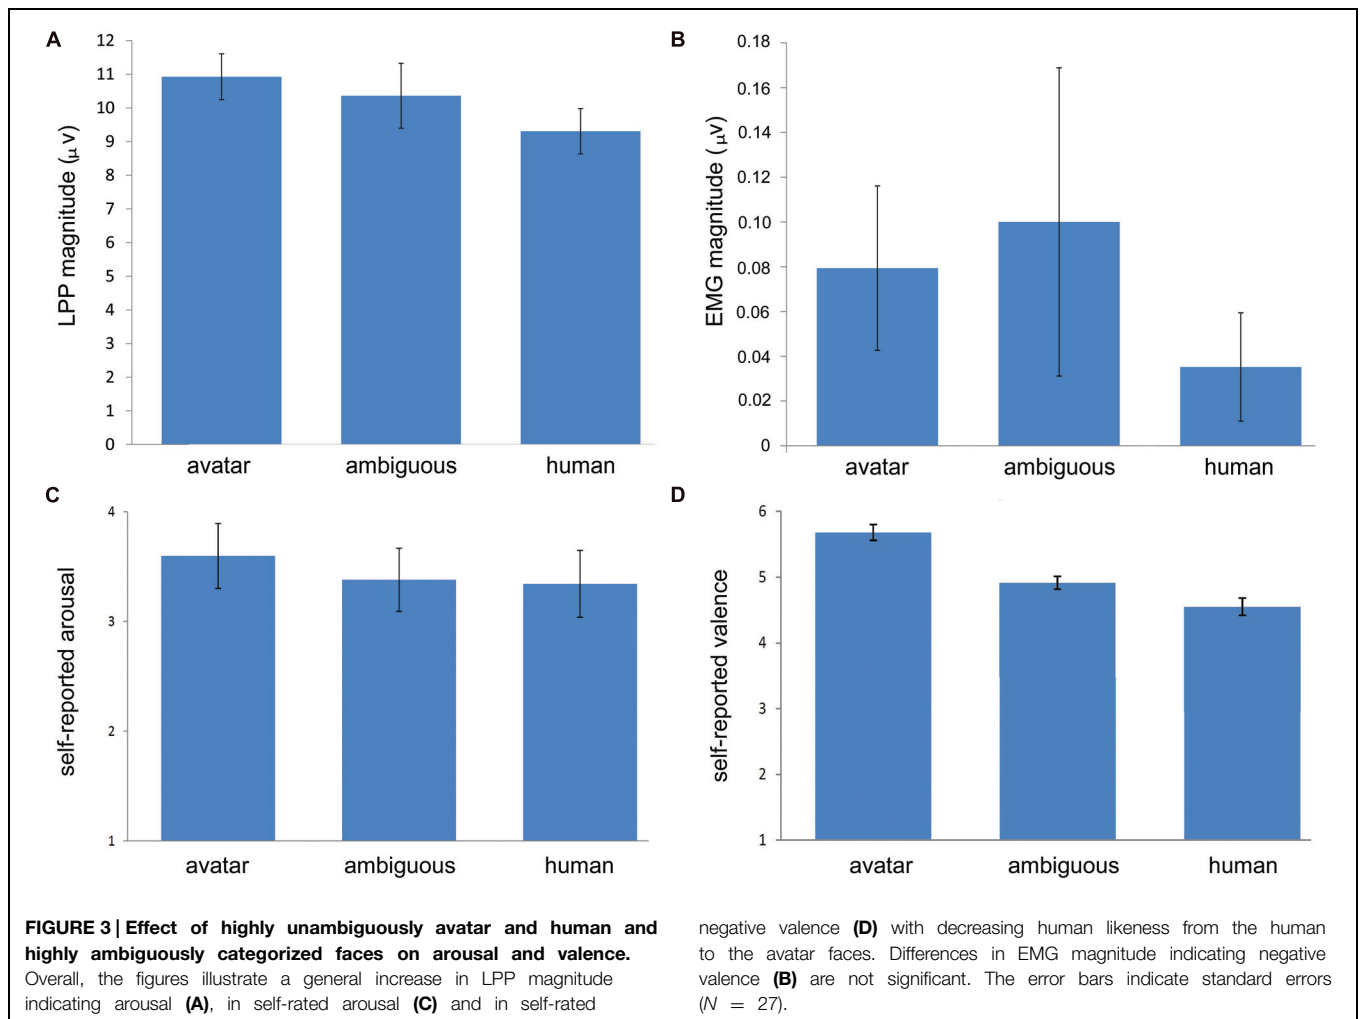 A
12
11
10
9
8
7
6
5
4
3
2
1
0
LPP magnitude (μ v)
avatar ambiguous human
B
0.18
0.16
0.14
0.12
0.10
0.08
0.06
0.04
0.02
0
EMG magnitude (μv)
avatar ambiguous human
C
4
3
2
1
self-reported arousal
avatar ambiguous human
D
6
5
4
3
2
1
self-reported valence
avatar ambiguous human
FIGURE 3 | Effect of highly unambiguously avatar and human and
highly ambiguously categorized faces on arousal and valence.
Overall, the figures illustrate a general increase in LPP magnitude
indicating arousal (A), in self-rated arousal (C) and in self-rated
negative valence (D) with decreasing human likeness from the human
to the avatar faces. Differences in EMG magnitude indicating negative
valence (B) are not significant. The error bars indicate standard errors
(N = 27).